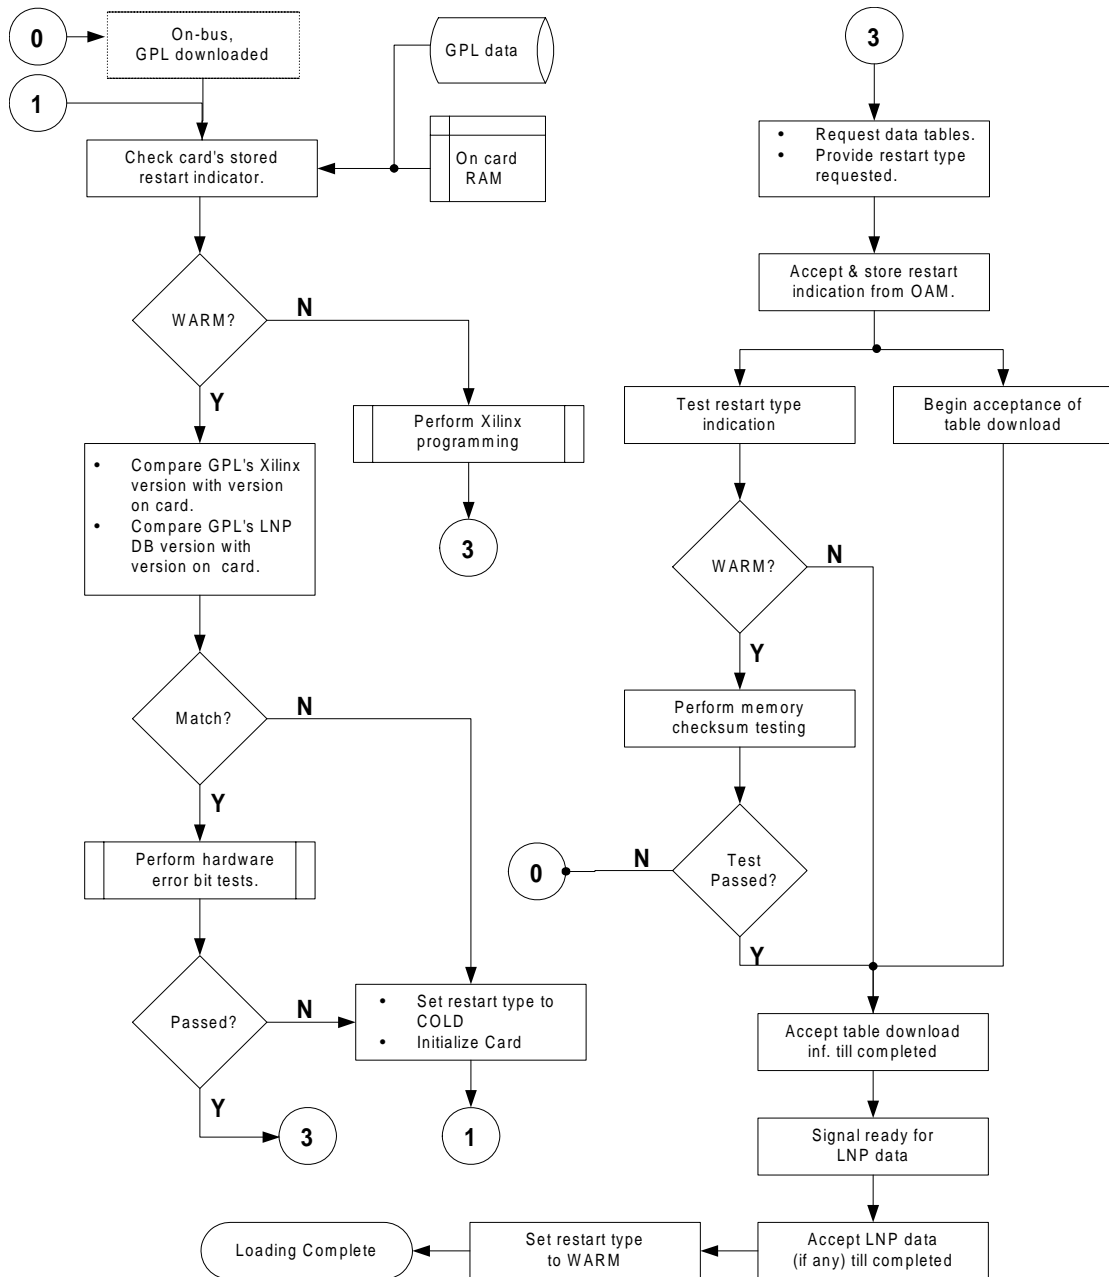 0
On-bus,
GPL downloaded
GPL data
1
On card
RAM
Check card's stored
restart indicator.
WARM?
N
Y
Perform Xilinx
programming
3
• Compare GPL's Xilinx
version with version
on card.
• Compare GPL's LNP
DB version with
version on card.
Match?
N
Y
Perform hardware
error bit tests.
Passed?
N
Y
3
• Set restart type to
COLD
• Initialize Card
1
3
• Request data tables.
• Provide restart type
requested.
Accept & store restart
indication from OAM.
Test restart type
indication
Begin acceptance of
table download
WARM?
N
Y
Perform memory
checksum testing
Test
Passed?
N
0
Y
Accept table download
inf. till completed
Signal ready for
LNP data
Accept LNP data
(if any) till completed
Set restart type
to WARM
Loading Complete